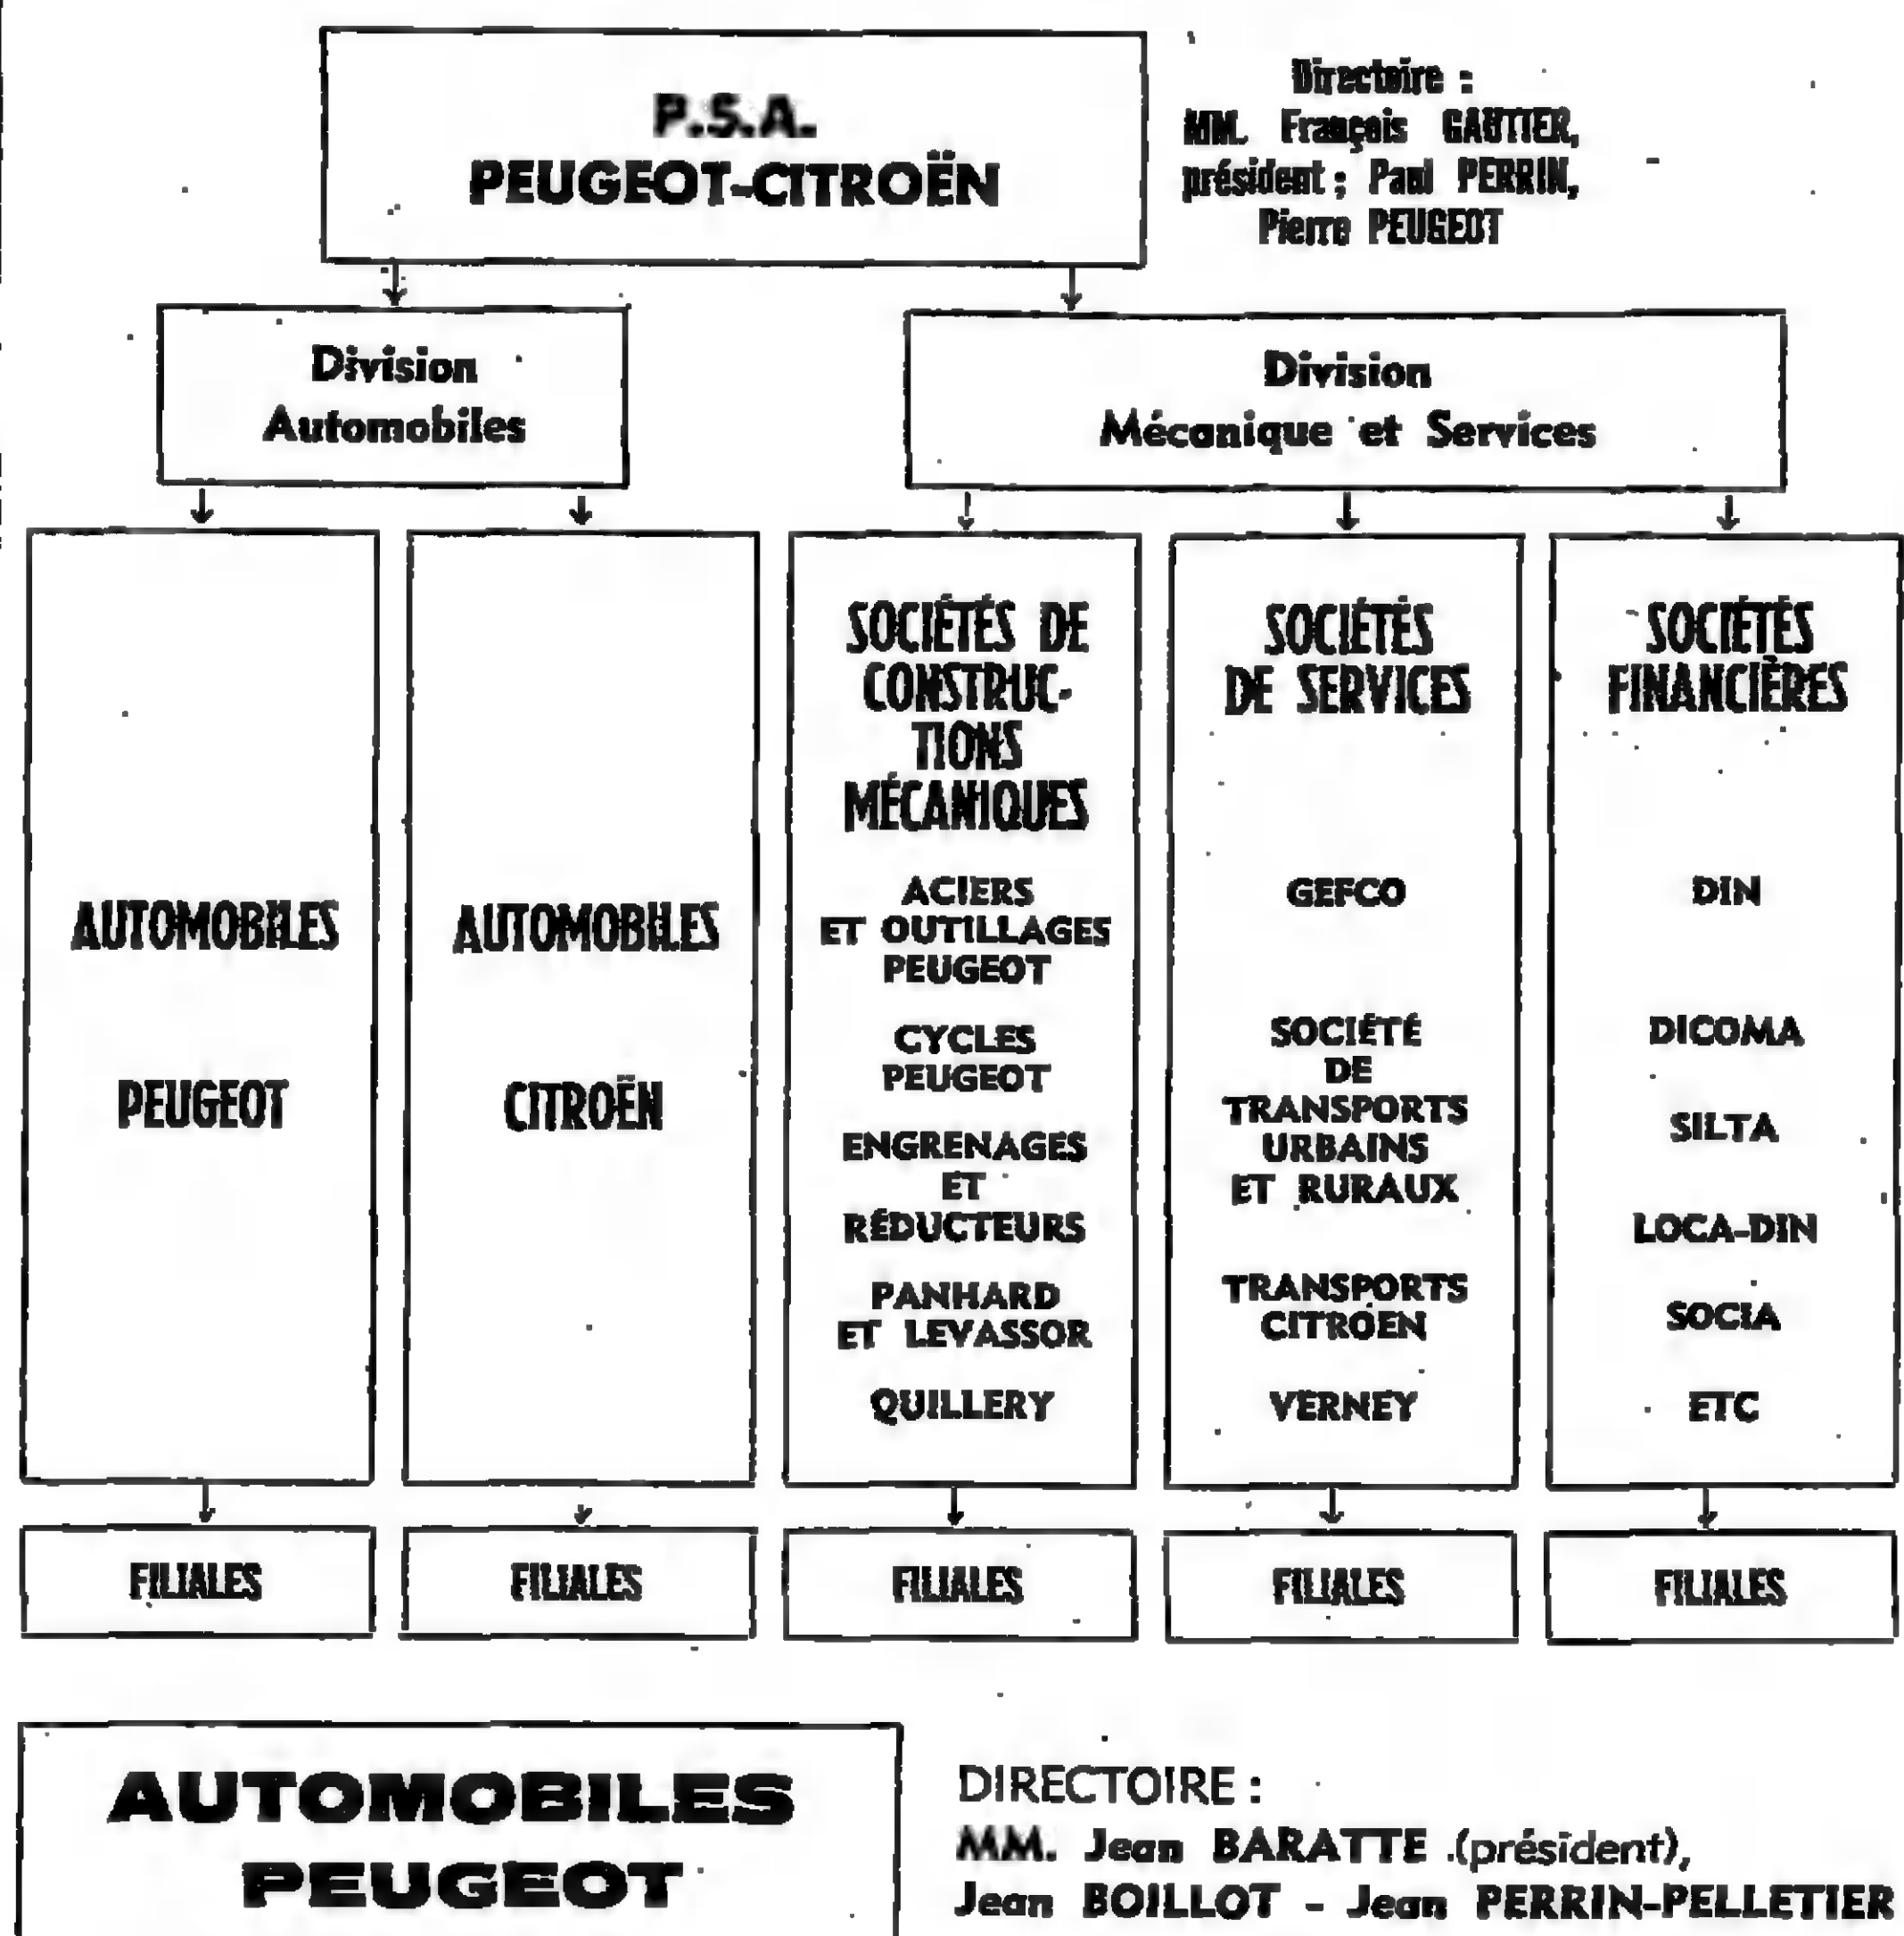 P.S.A.
PEUGEOT-CITROËN
Directoire :
MM. François GAUTIER,
président ; Paul PERRIN,
Pierre PEUGEOT
Division
Automobiles
Division
Mécanique et Services
AUTOMOBILES
PEUGEOT
AUTOMOBILES
CITROËN
SOCIÉTÉS DE
CONSTRUC-
TIONS
MÉCANIQUES
ACIERS
ET OUTILLAGES
PEUGEOT
CYCLES
PEUGEOT
ENGRENAGES
ET
RÉDUCTEURS
PANHARD
ET LEVASSOR
QUILLERY
SOCIÉTÉS
DE SERVICES
GEFCO
SOCIÉTÉ
DE
TRANSPORTS
URBAINS
ET RURAUX
TRANSPORTS
CITROEN
VERNEY
SOCIÉTÉS
FINANCIÈRES
DIN
DICOMA
SILTA
LOCA-DIN
SOCIA
ETC
FILIALES
FILIALES
FILIALES
FILIALES
FILIALES
AUTOMOBILES
PEUGEOT
DIRECTOIRE :
MM. Jean BARATTE (président),
Jean BOILLOT - Jean PERRIN-PELLETIER